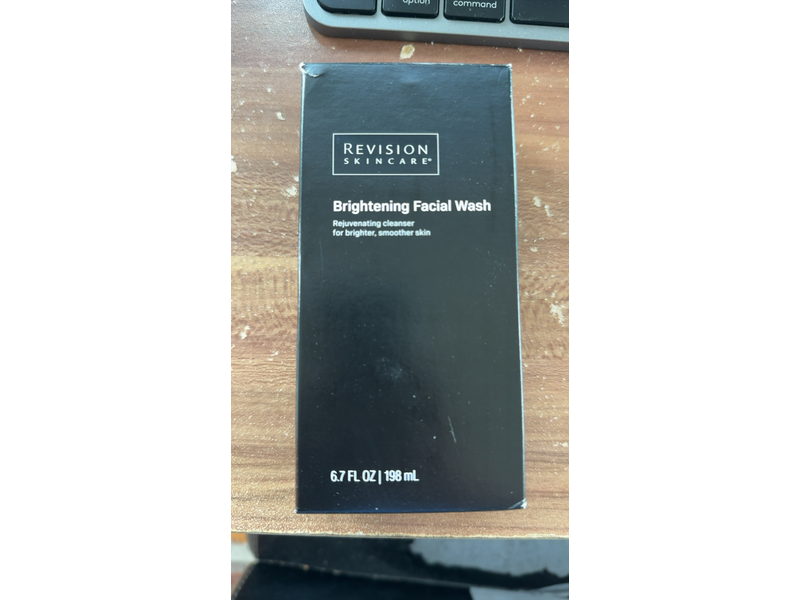 option
command
REVISION
SKINCARE®
Brightening Facial Wash
Rejuvenating cleanser
for brighter, smoother skin
6.7 FL OZ | 198 mL